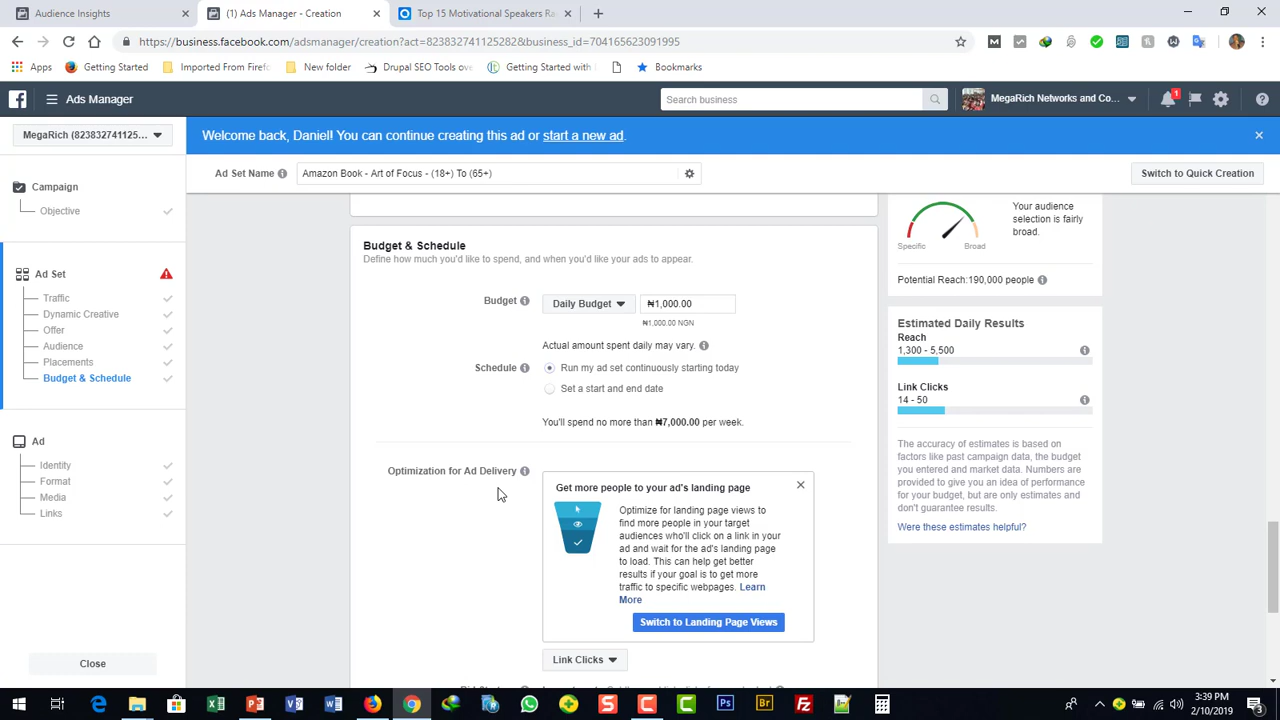 Audience Insights
(1) Ads Manager - Creation
Top 15 Motivational Speakers Ra
https://business.facebook.com/adsmanager/creation?act=823832741125282&business_id=704165623091995
Apps
Getting Started
Imported From Firefo
New folder
Drupal SEO Tools ove
Getting Started with
Bookmarks
Ads Manager
Search business
MegaRich Networks and Co...
1
MegaRich (823832741125...
Welcome back, Daniel! You can continue creating this ad or start a new ad.
Ad Set Name
Amazon Book - Art of Focus - (18+) To (65+)
Switch to Quick Creation
Campaign
Objective
Ad Set
Traffic
Dynamic Creative
Offer
Audience
Placements
Budget & Schedule
Ad
Identity
Format
Media
Links
Close
Budget & Schedule
Define how much you'd like to spend, and when you'd like your ads to appear.
Budget
Daily Budget
₦1,000.00
₦1,000.00 NGN
Actual amount spent daily may vary.
Schedule
Run my ad set continuously starting today
Set a start and end date
You'll spend no more than ₦7,000.00 per week.
Optimization for Ad Delivery
Get more people to your ad's landing page
Optimize for landing page views to
find more people in your target
audiences who'll click on a link in your
ad and wait for the ad's landing page
to load. This can help get better
results if your goal is to get more
traffic to specific webpages. Learn
More
Switch to Landing Page Views
Link Clicks
Your audience
selection is fairly
broad.
Specific
Broad
Potential Reach:190,000 people
Estimated Daily Results
Reach
1,300 - 5,500
Link Clicks
14 - 50
The accuracy of estimates is based on
factors like past campaign data, the budget
you entered and market data. Numbers are
provided to give you an idea of performance
for your budget, but are only estimates and
don't guarantee results.
Were these estimates helpful?
3:39 PM
2/10/2019